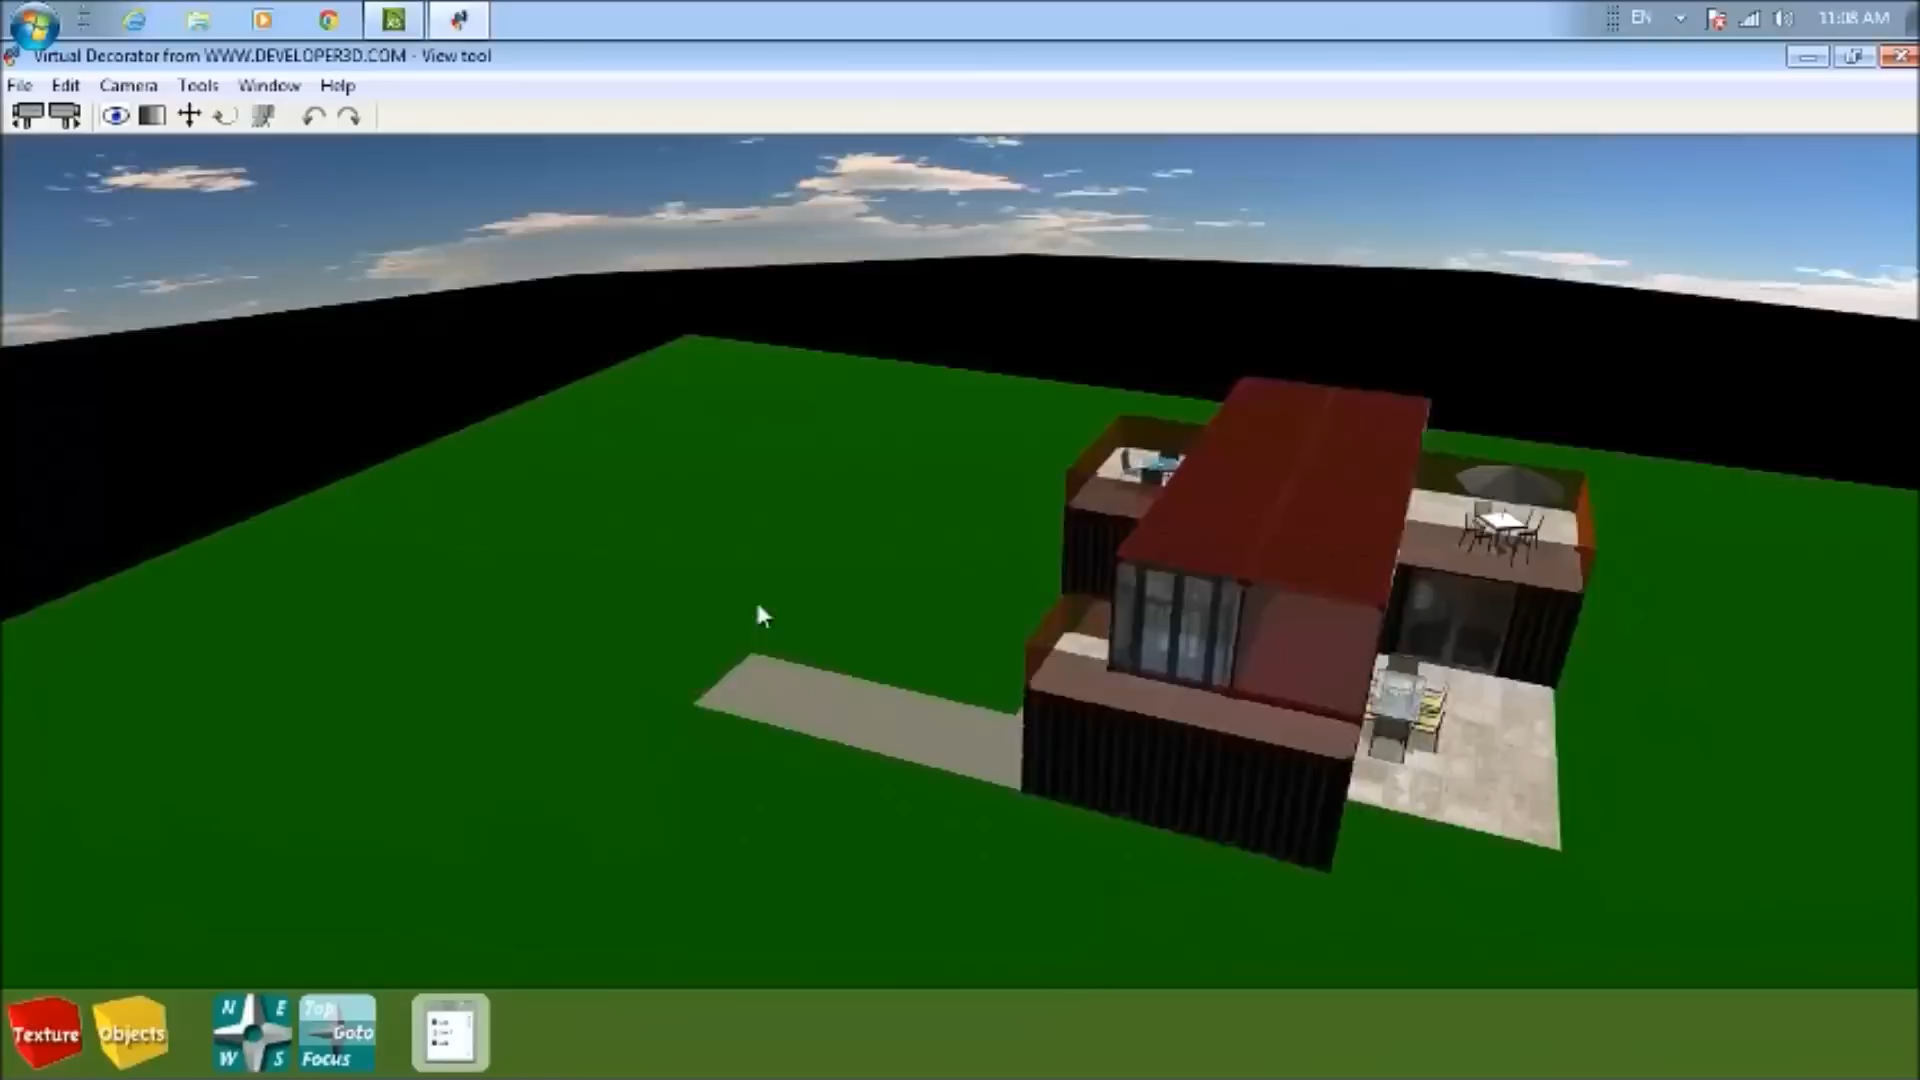 EN
11:08 AM
Virtual Decorator from WWW.DEVELOPER3D.COM - View tool
File Edit Camera Tools Window Help
Texture
Objects
N E
W S
Top
Goto
Focus